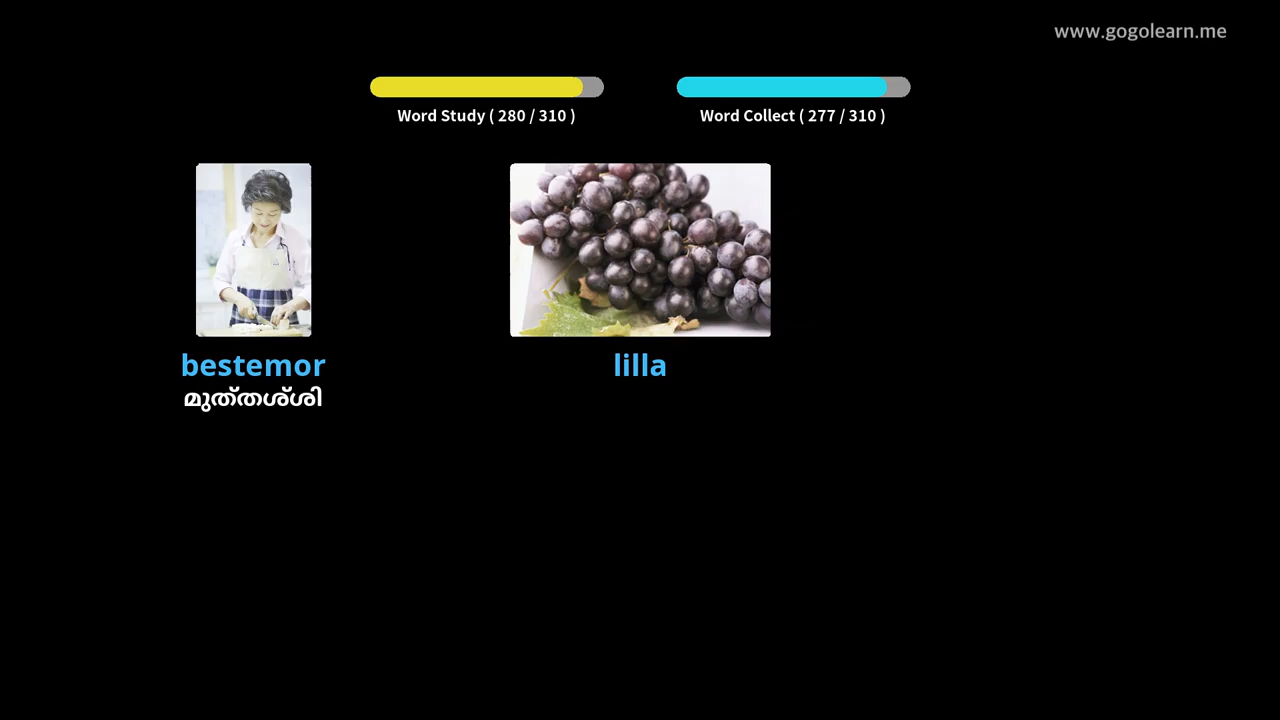 www.gogolearn.me
Word Study ( 280 / 310 )
Word Collect ( 277 / 310 )
bestemor
മുത്തശ്ശി
lilla